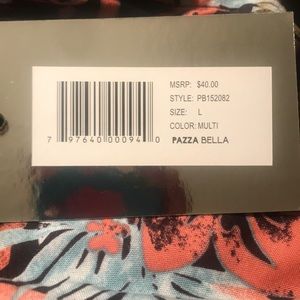 MSRP: $40.00
STYLE: PB152082
SIZE: L
COLOR: MULTI
7 97640 00094 0
PAZZA BELLA